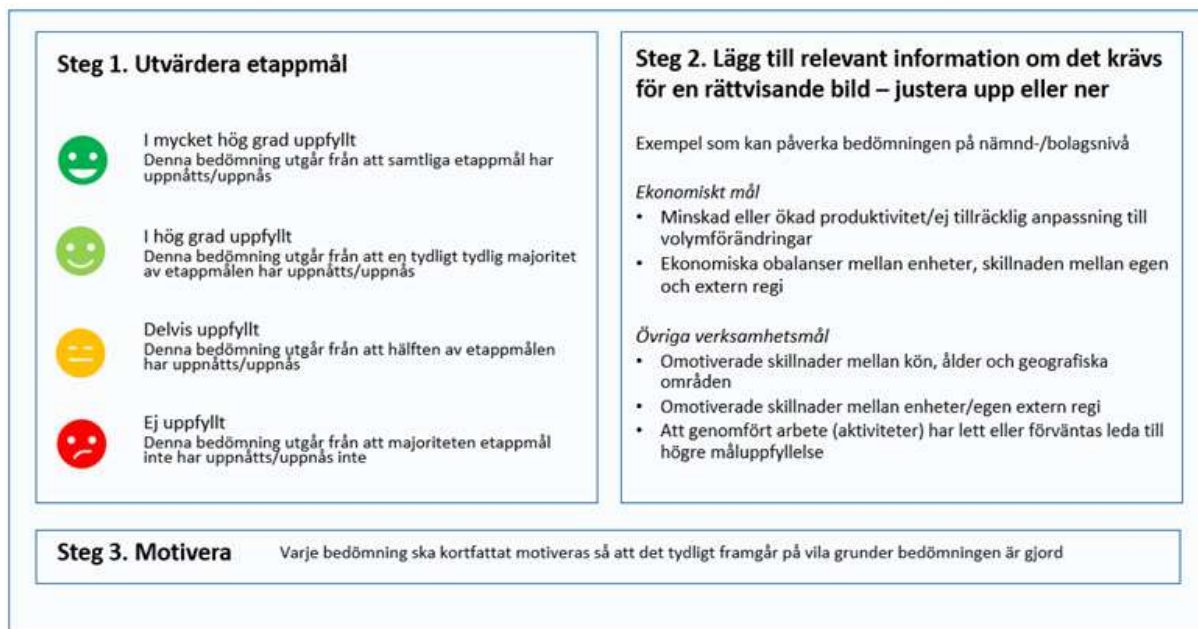 Steg 1. Utvärdera etappmål
I mycket hög grad uppfyllt
Denna bedömning utgår från att samtliga etappmål har
uppnåtts/uppnås
I hög grad uppfyllt
Denna bedömning utgår från att en tydligt tydlig majoritet
av etappmålen har uppnåtts/uppnås
Delvis uppfyllt
Denna bedömning utgår från att hälften av etappmålen
har uppnåtts/uppnås
Ej uppfyllt
Denna bedömning utgår från att majoriteten etappmål
inte har uppnåtts/uppnås inte
Steg 2. Lägg till relevant information om det krävs
för en rättvisande bild – justera upp eller ner
Exempel som kan påverka bedömningen på nämnd-/bolagsnivå
Ekonomiskt mål
• Minskad eller ökad produktivitet/ej tillräcklig anpassning till
volymförändringar
• Ekonomiska obalanser mellan enheter, skillnaden mellan egen
och extern regi
Övriga verksamhetsmål
• Omotiverade skillnader mellan kön, ålder och geografiska
områden
• Omotiverade skillnader mellan enheter/egen extern regi
• Att genomfört arbete (aktiviteter) har lett eller förväntas leda till
högre måluppfyllelse
Steg 3. Motivera Varje bedömning ska kortfattat motiveras så att det tydligt framgår på vila grunder bedömningen är gjord